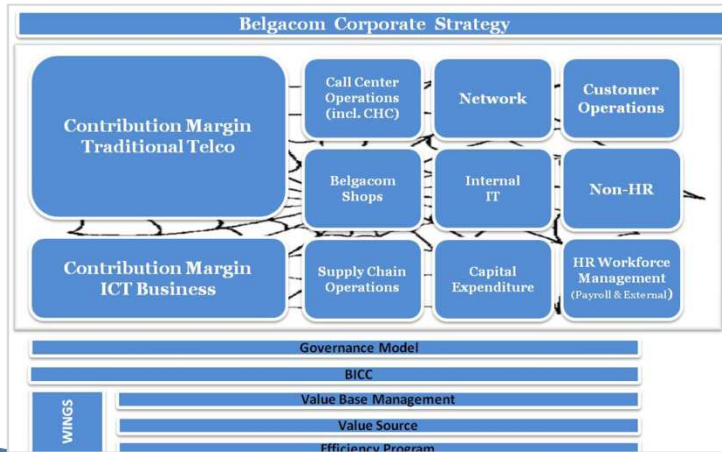 Belgacom Corporate Strategy
Contribution Margin
Traditional Telco
Call Center
Operations
(incl. CHC)
Network
Customer
Operations
Belgacom
Shops
Internal
IT
Non-HR
Contribution Margin
ICT Business
Supply Chain
Operations
Capital
Expenditure
HR Workforce
Management
(Payroll & External)
Governance Model
BICC
WINGS
Value Base Management
Value Source
Efficiency Program